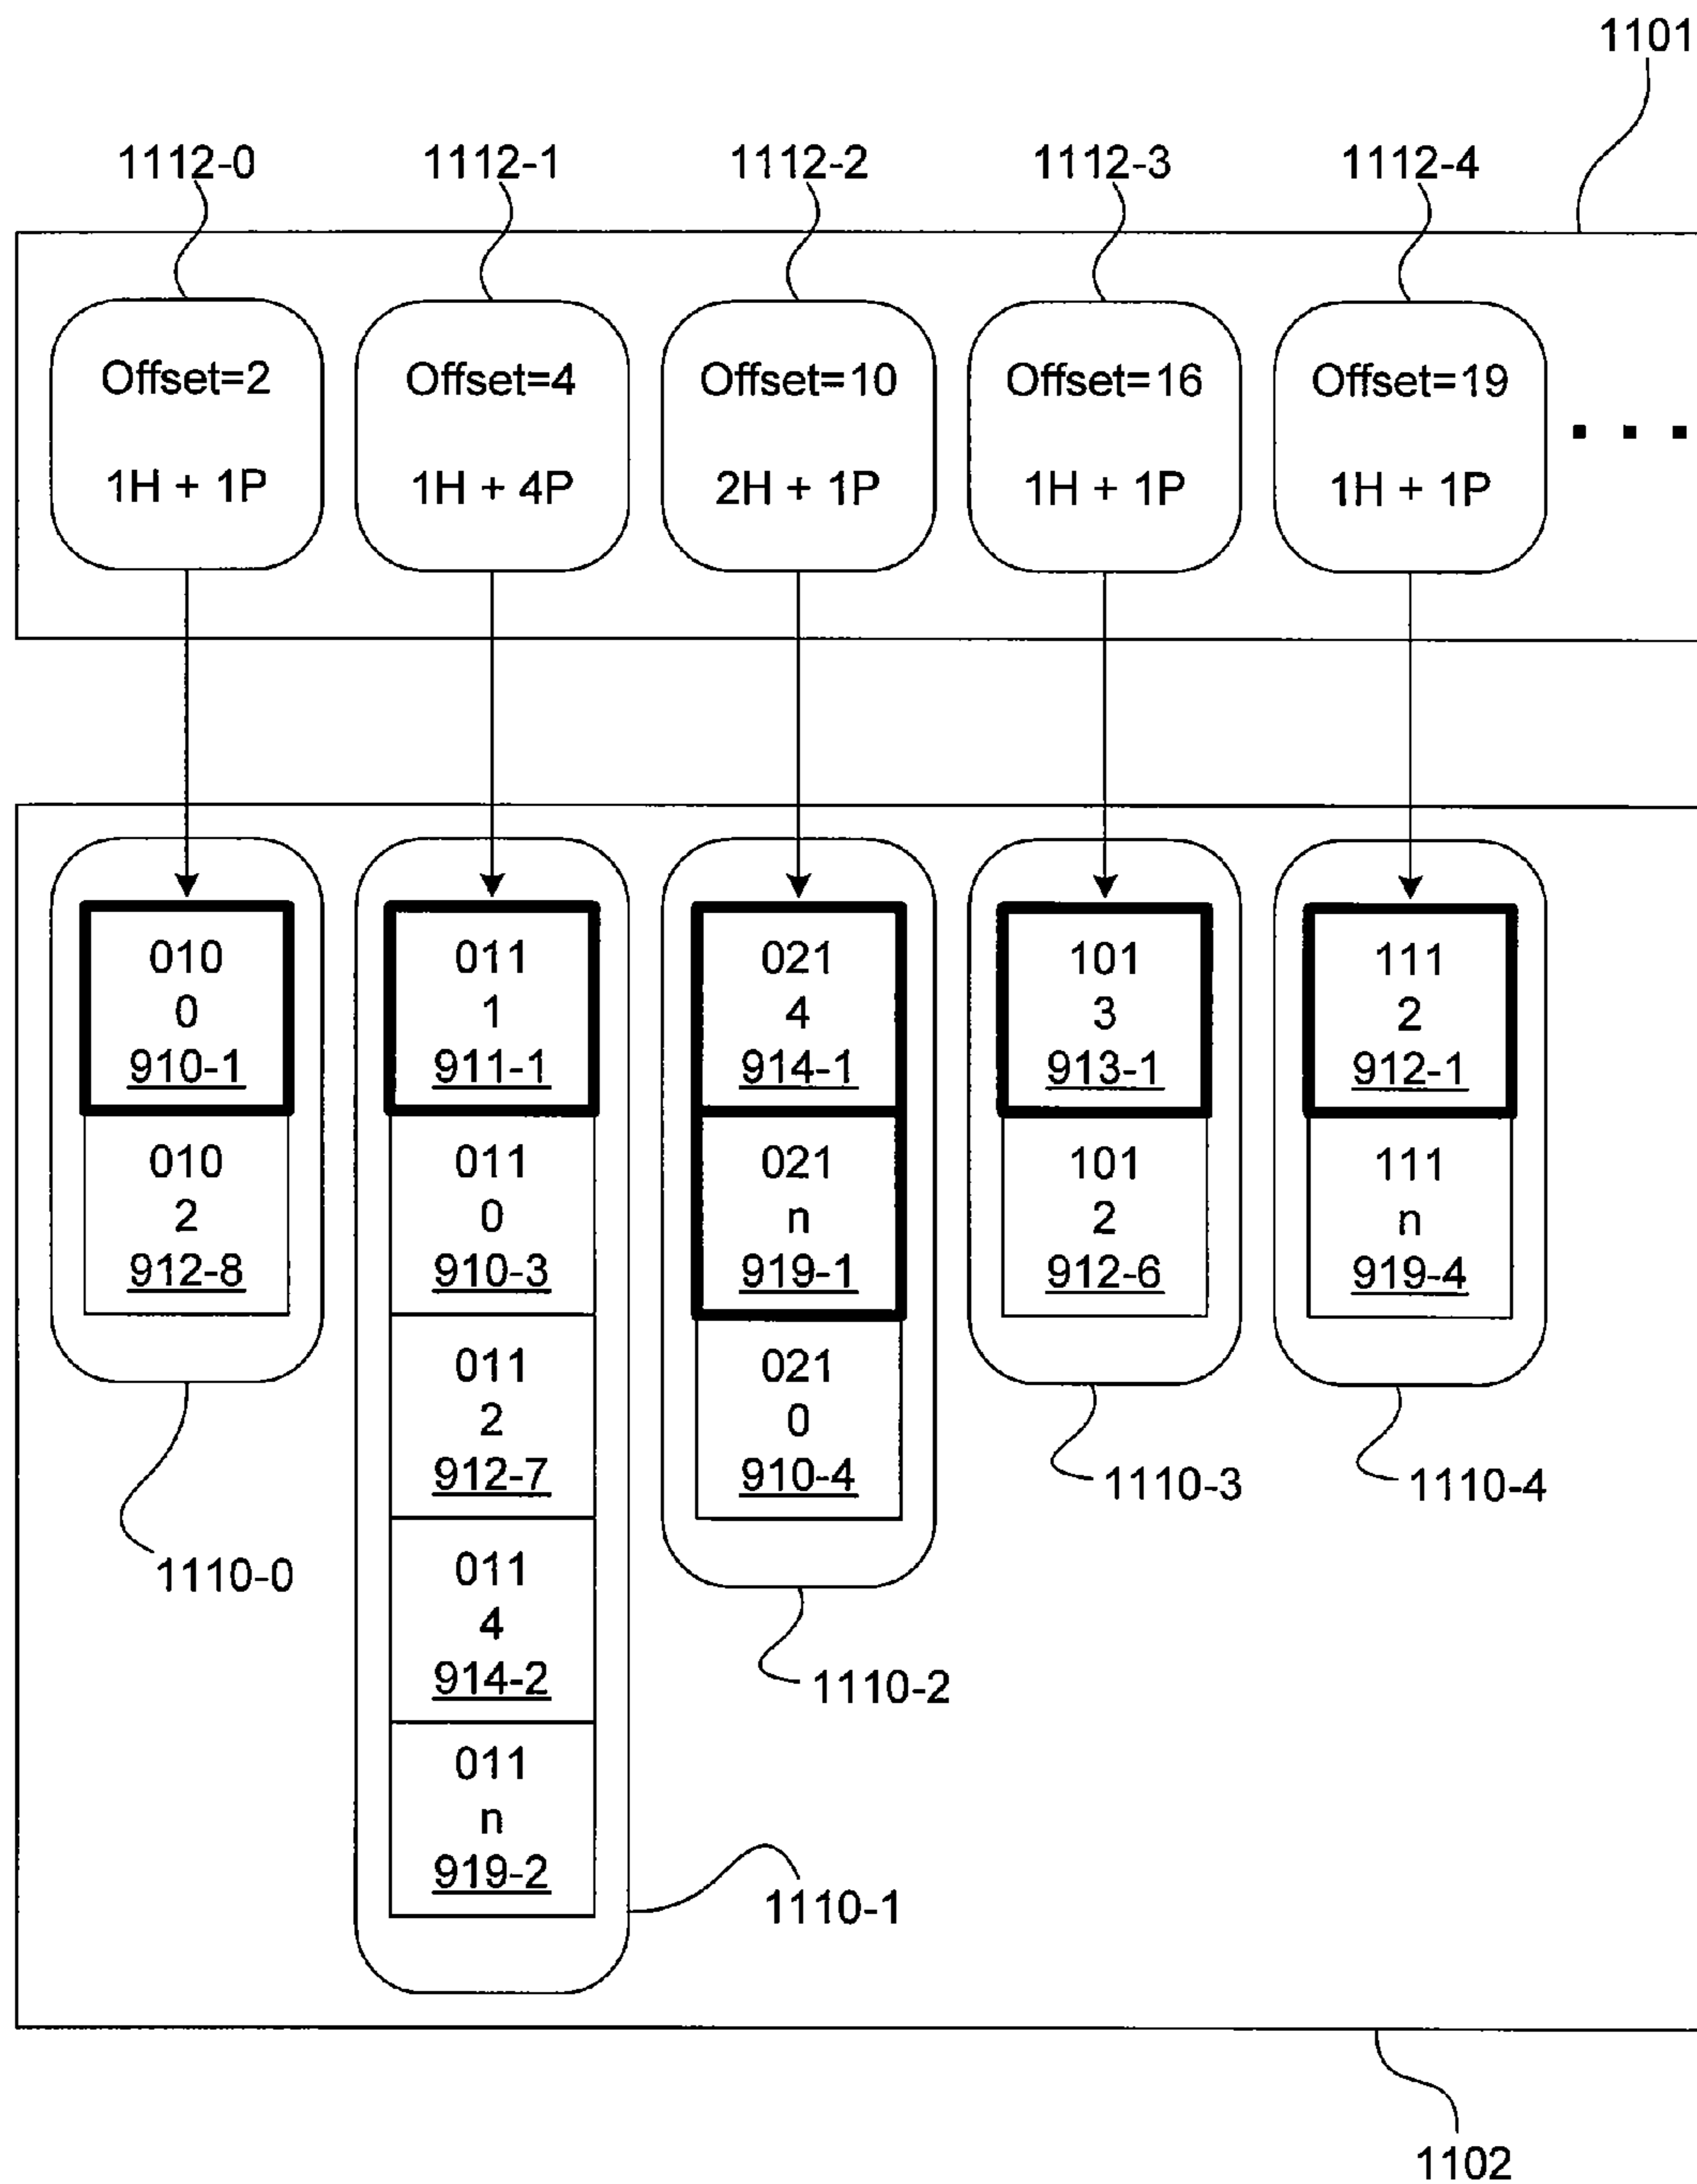 1101
1112-0 1112-1 1112-2 1112-3 1112-4
Offset=2 Offset=4 Offset=10 Offset=16 Offset=19
1H + 1P 1H + 4P 2H + 1P 1H + 1P 1H + 1P
010 011 021 101 111
0 1 4 3 2
910-1 911-1 914-1 913-1 912-1
010 011 021 101 111
2 0 n 2 n
912-8 910-3 919-1 912-6 919-4
011 021
2 0
912-7 910-4 1110-3 1110-4
011
1110-0
4
914-2 1110-2
011
n
919-2
1110-1
1102